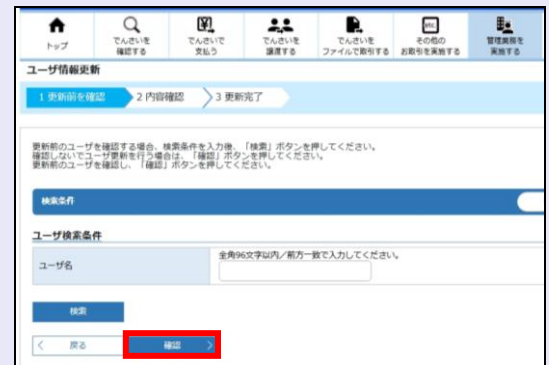 トップ
でんさいを
確認する
でんさいで
支払う
でんさいを
譲渡する
でんさいを
ファイルで取引する
etc.
その他の
お取引を実施する
管理業務を
実施する
ユーザ情報更新
1 更新前を確認
2 内容確認
3 更新完了
更新前のユーザを確認する場合、検索条件を入力後、「検索」ボタンを押してください。
確認しないでユーザ更新を行う場合は、「確認」ボタンを押してください。
更新前のユーザを確認し、「確認」ボタンを押してください。
検索条件
ユーザ検索条件
ユーザ名
全角96文字以内/前方一致で入力してください。
検索
戻る
確認